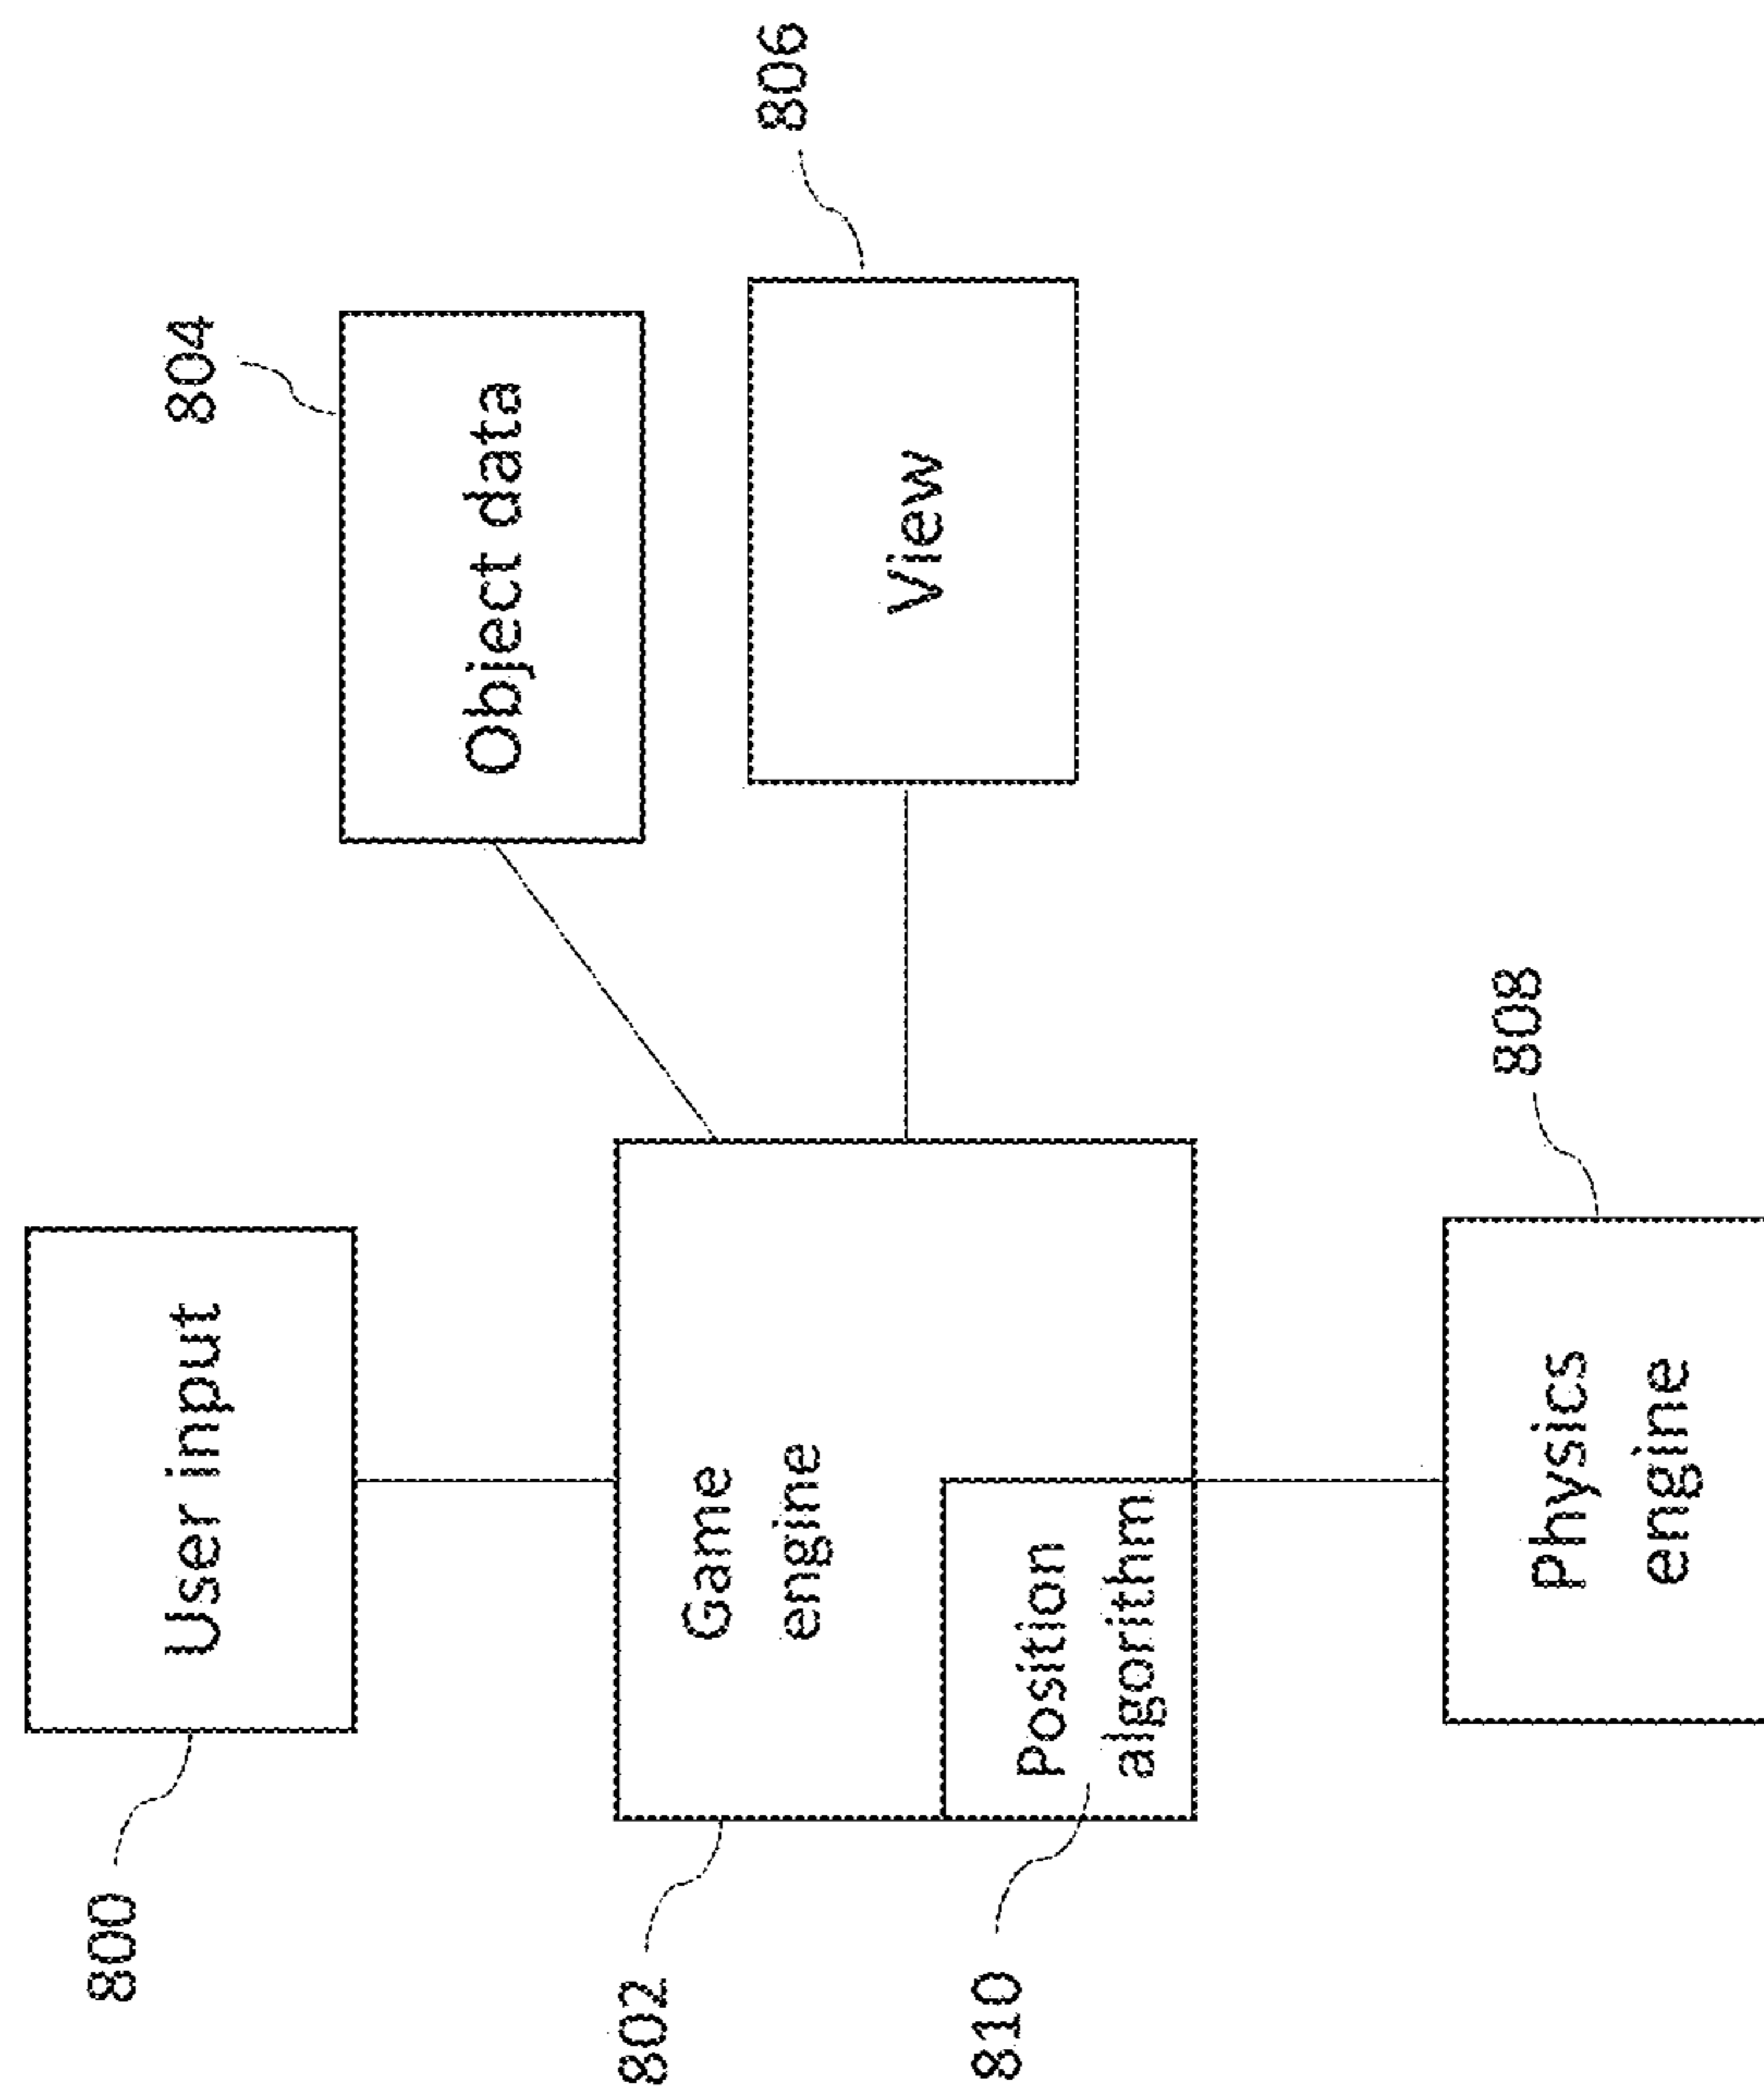 800
User input
804
Object data
802
Game
engine
806
View
810
Position
algorithm
808
Physics
engine